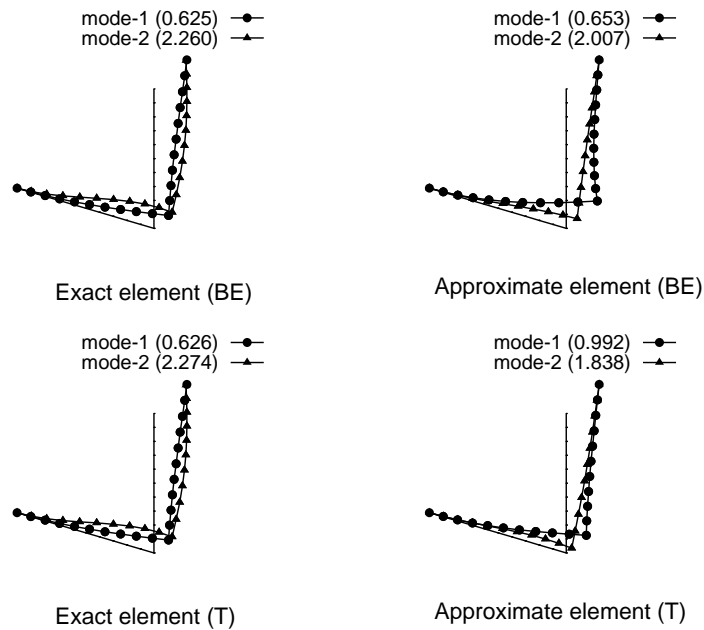 mode-1 (0.625)
mode-2 (2.260)
Exact element (BE)
mode-1 (0.653)
mode-2 (2.007)
Approximate element (BE)
mode-1 (0.626)
mode-2 (2.274)
Exact element (T)
mode-1 (0.992)
mode-2 (1.838)
Approximate element (T)